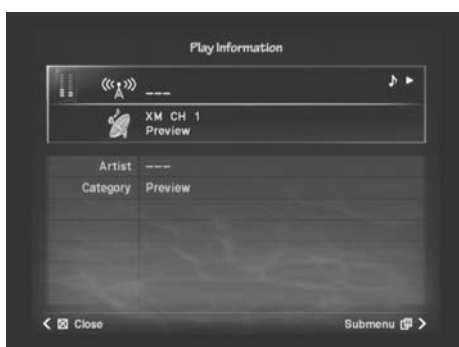 Play Information
---
XM CH 1
Preview
Artist ---
Category Preview
Close
Submenu